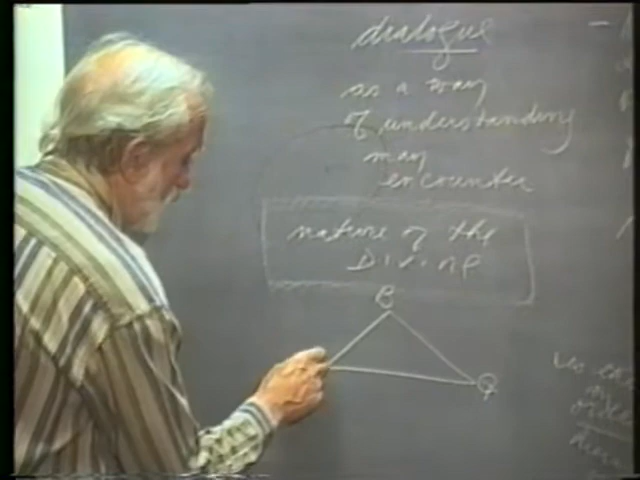 dialogue
as a way
of understanding
may
encounter
nature of the
Divine
B